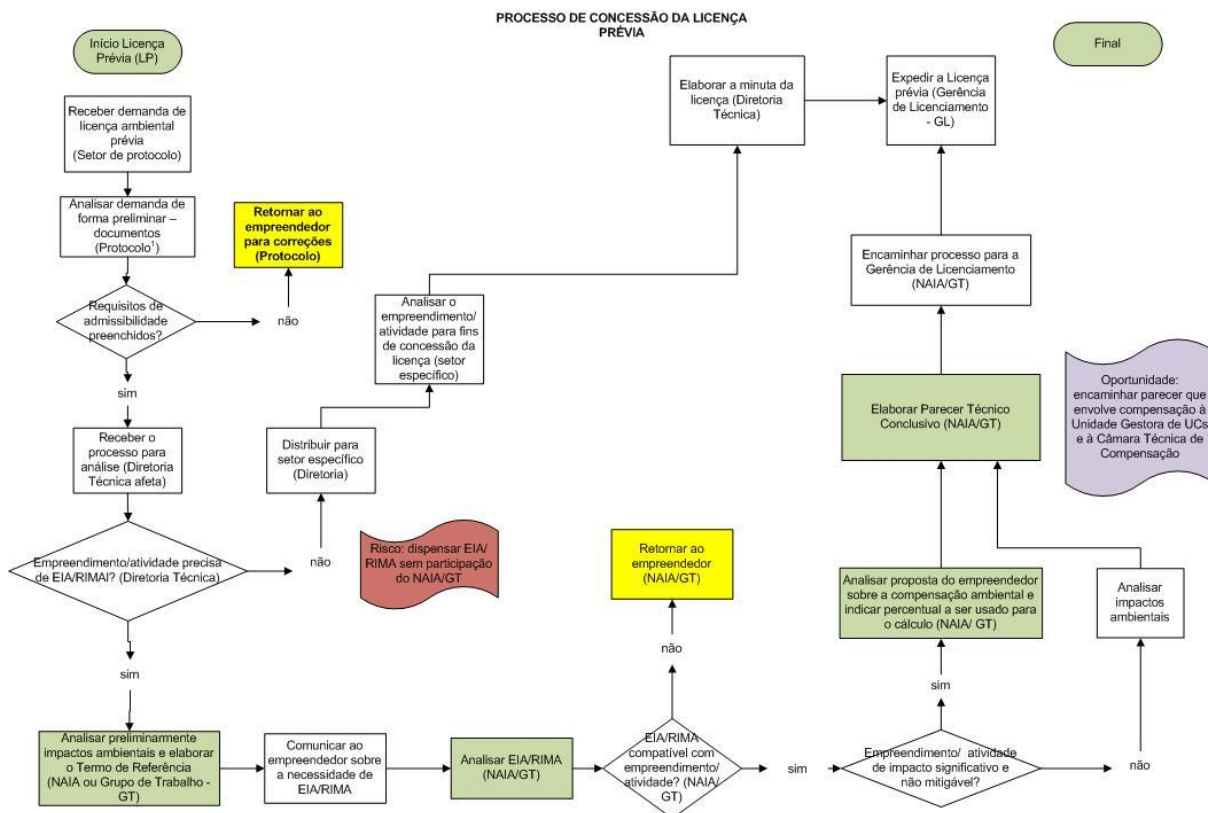 PROCESSO DE CONCESSÃO DA LICENÇA
PRÉVIA
Início Licença
Prévia (LP)
Final
Receber demanda de
licença ambiental
prévia
(Setor de protocolo)
Analisar demanda de
forma preliminar –
documentos
(Protocolo¹)
Retornar ao
empreendedor
para correções
(Protocolo)
Requisitos de
admissibilidade
preenchidos?
não
sim
Receber o
processo para
análise (Diretoria
Técnica afeta)
Empreendimento/atividade precisa
de EIA/RIMAI? (Diretoria Técnica)
não
Distribuir para
setor específico
(Diretoria)
Analisar o
empreendimento/
atividade para fins
de concessão da
licença (setor
específico)
Elaborar a minuta da
licença (Diretoria
Técnica)
Expedir a Licença
prévia (Gerência
de Licenciamento
- GL)
Risco: dispensar EIA/
RIMA sem participação
do NAIA/GT
sim
Analisar preliminarmente
impactos ambientais e elaborar
o Termo de Referência
(NAIA ou Grupo de Trabalho -
GT)
Comunicar ao
empreendedor sobre
a necessidade de
EIA/RIMA
Analisar EIA/RIMA
(NAIA/GT)
EIA/RIMA
compatível com
empreendimento/
atividade? (NAIA/
GT)
não
Retornar ao
empreendedor
(NAIA/GT)
sim
Empreendimento/ atividade
de impacto significativo e
não mitigável?
sim
não
Analisar proposta do empreendedor
sobre a compensação ambiental e
indicar percentual a ser usado para
o cálculo (NAIA/ GT)
Analisar
impactos
ambientais
Elaborar Parecer Técnico
Conclusivo (NAIA/GT)
Encaminhar processo para a
Gerência de Licenciamento
(NAIA/GT)
Oportunidade:
encaminhar parecer que
envolve compensação à
Unidade Gestora de UCs
e à Câmara Técnica de
Compensação